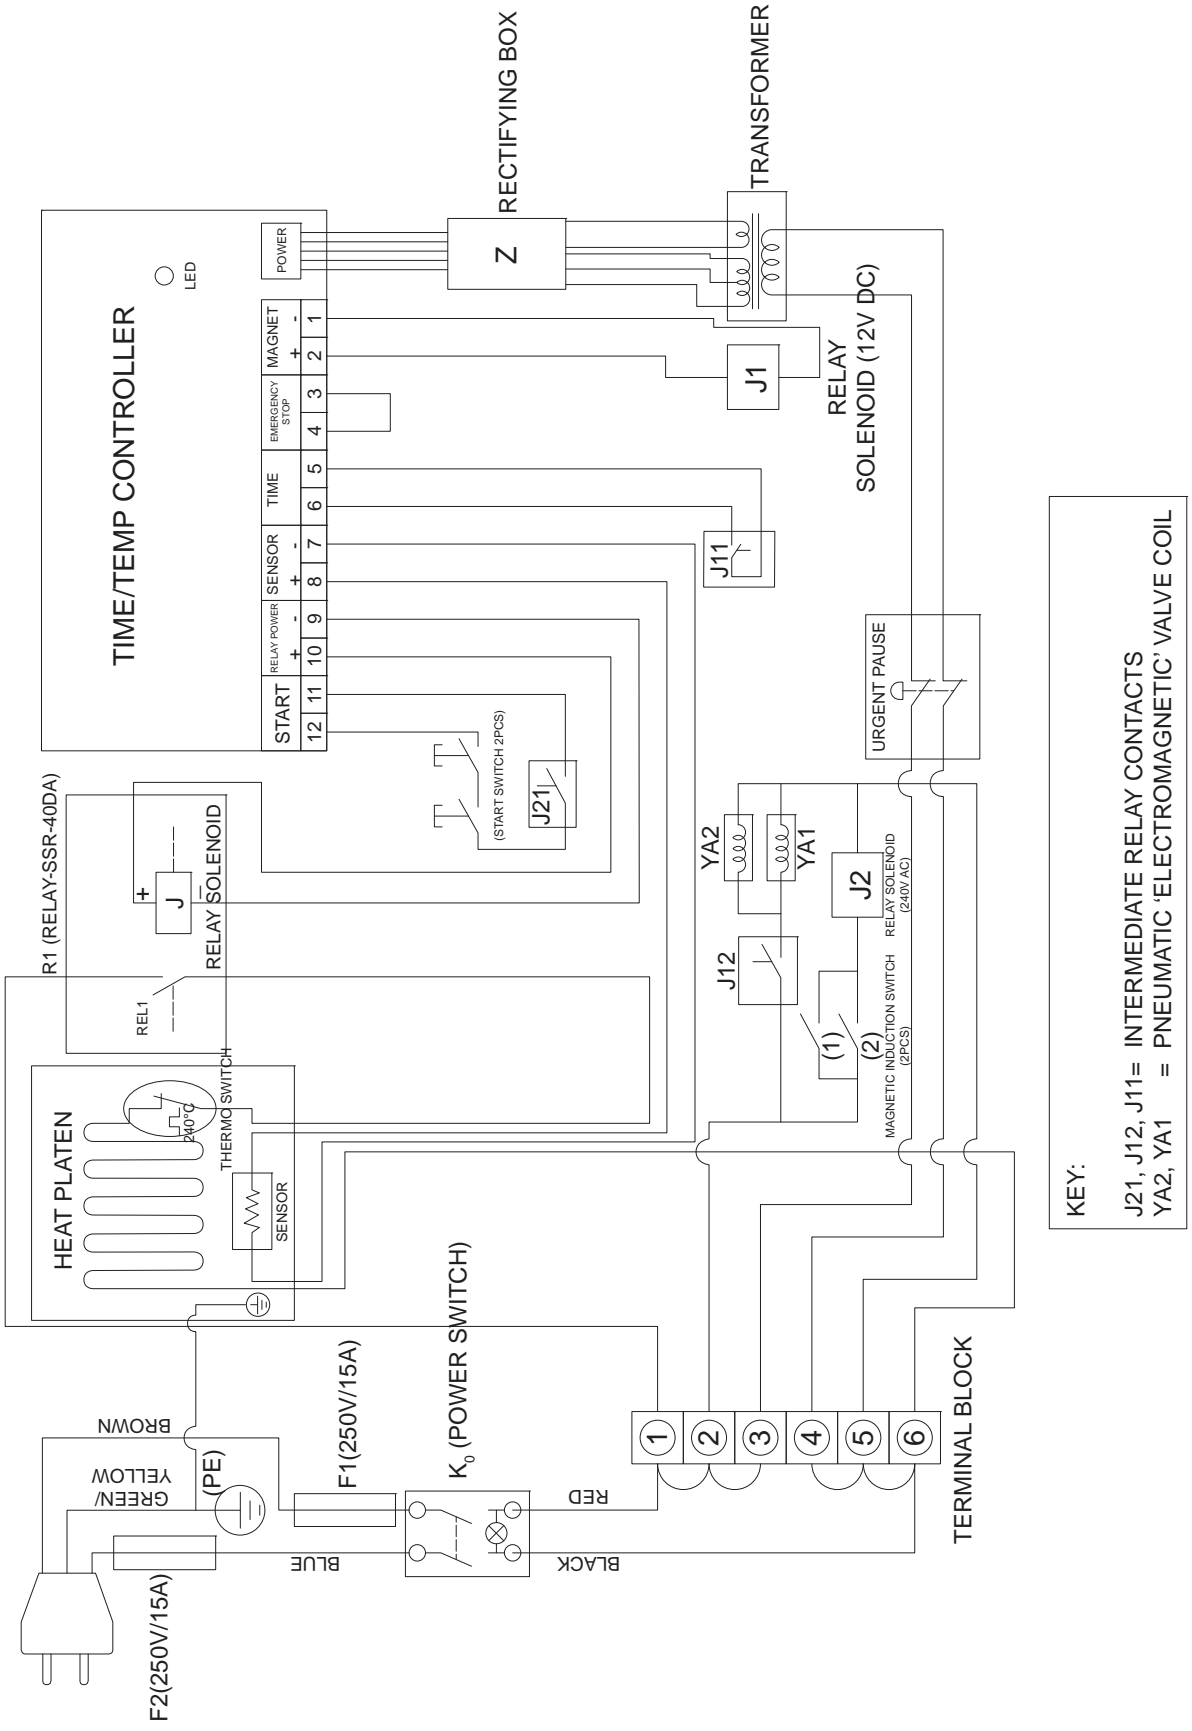 TIME/TEMP CONTROLLER
LED
POWER
MAGNET
- +
EMERGENCY
STOP
TIME
SENSOR
- +
RELAY POWER
- +
START
1
2
3
4
5
6
7
8
9
10
11
12
RECTIFYING BOX
Z
TRANSFORMER
J1
RELAY
SOLENOID (12V DC)
J11
URGENT PAUSE
(START SWITCH 2PCS)
J21
R1 (RELAY-SSR-40DA)
+
J
-
RELAY SOLENOID
REL1
YA2
YA1
J12
J2
RELAY SOLENOID
(240V AC)
(1)
(2)
MAGNETIC INDUCTION SWITCH
(2PCS)
HEAT PLATEN
240°C
THERMO SWITCH
SENSOR
BROWN
GREEN/
YELLOW
(PE)
BLUE
F1(250V/15A)
F2(250V/15A)
K0 (POWER SWITCH)
RED
BLACK
1
2
3
4
5
6
TERMINAL BLOCK
KEY:
J21, J12, J11= INTERMEDIATE RELAY CONTACTS
YA2, YA1 = PNEUMATIC ‘ELECTROMAGNETIC’ VALVE COIL